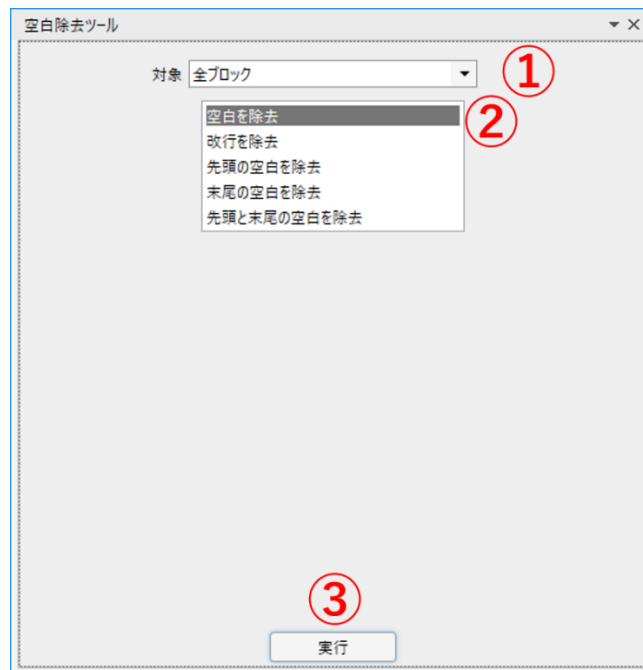 空白除去ツール
対象 全ブロック ①
空白を除去 ②
改行を除去
先頭の空白を除去
末尾の空白を除去
先頭と末尾の空白を除去
③
実行